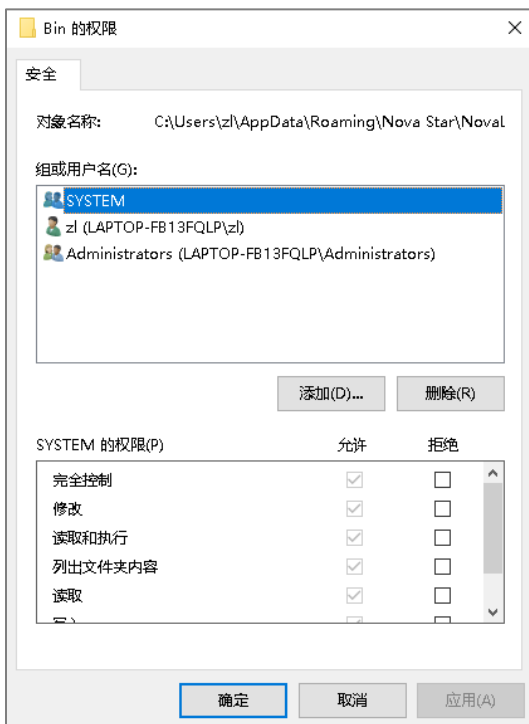 Bin 的权限
安全
对象名称: C:\Users\zl\AppData\Roaming\Nova Star\NovaL
组或用户名(G):
SYSTEM
zl (LAPTOP-FB13FQLP\zl)
Administrators (LAPTOP-FB13FQLP\Administrators)
添加(D)... 删除(R)
SYSTEM 的权限(P) 允许 拒绝
完全控制
修改
读取和执行
列出文件夹内容
读取
确定 取消 应用(A)